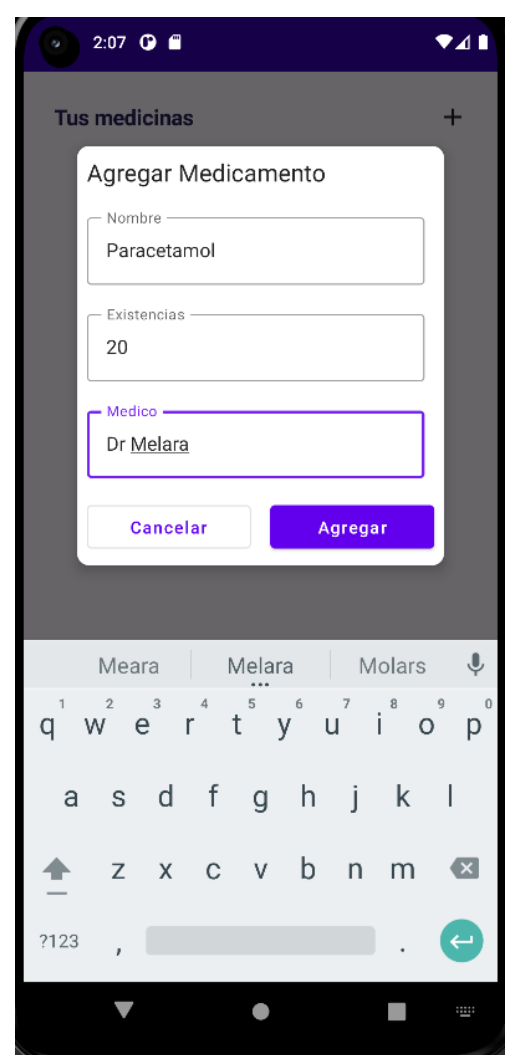 2:07
Tus medicinas +
Agregar Medicamento
Nombre
Paracetamol
Existencias
20
Medico
Dr Melara
Cancelar Agregar
Meara Melara Molars
1 2 3 4 5 6 7 8 9 0
q w e r t y u i o p
a s d f g h j k l
z x c v b n m
?123 , .